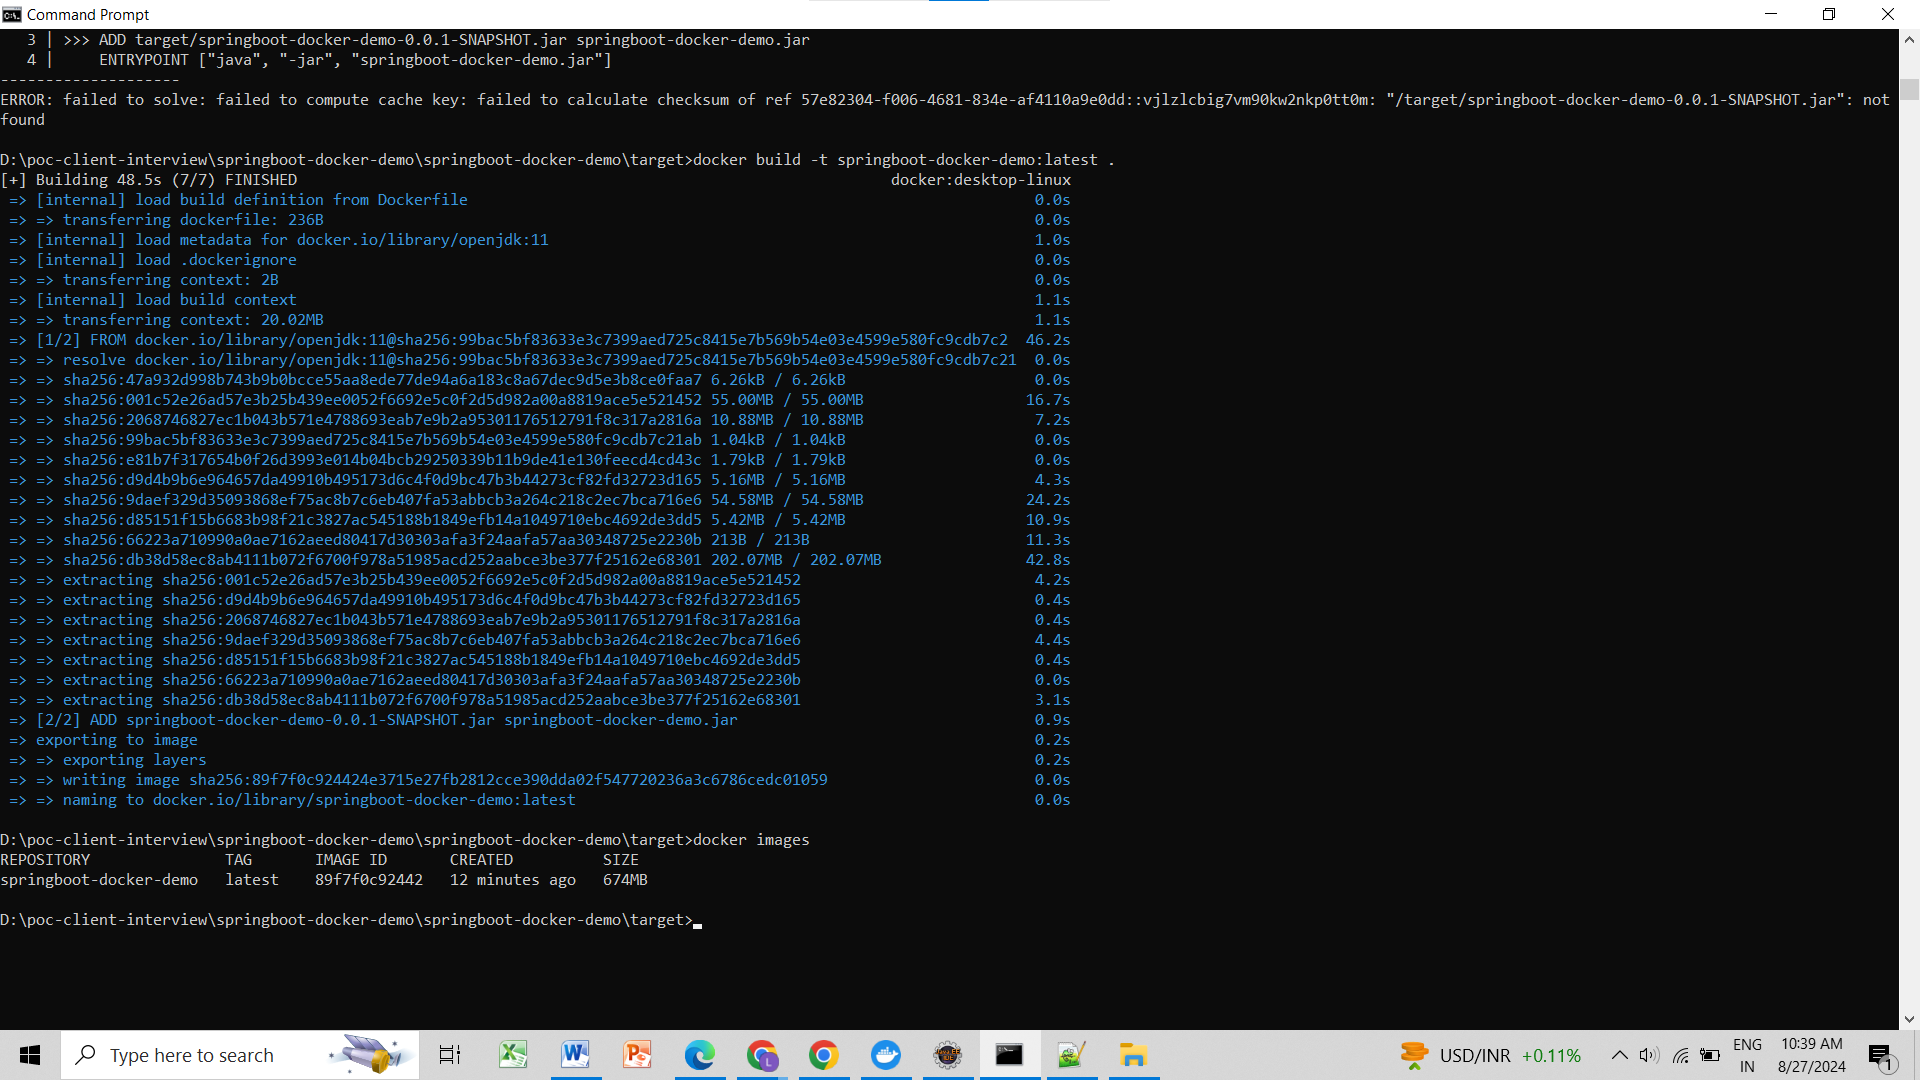 Command Prompt
3 | >>> ADD target/springboot-docker-demo-0.0.1-SNAPSHOT.jar springboot-docker-demo.jar
4 |     ENTRYPOINT ["java", "-jar", "springboot-docker-demo.jar"]
--------------------
ERROR: failed to solve: failed to compute cache key: failed to calculate checksum of ref 57e82304-f006-4681-834e-af4110a9e0dd::vjlzlcbig7vm90kw2nkp0tt0m: "/target/springboot-docker-demo-0.0.1-SNAPSHOT.jar": not
found
D:\poc-client-interview\springboot-docker-demo\springboot-docker-demo\target>docker build -t springboot-docker-demo:latest .
[+] Building 48.5s (7/7) FINISHED docker:desktop-linux
=> [internal] load build definition from Dockerfile 0.0s
=> => transferring dockerfile: 236B 0.0s
=> [internal] load metadata for docker.io/library/openjdk:11 1.0s
=> [internal] load .dockerignore 0.0s
=> => transferring context: 2B 0.0s
=> [internal] load build context 1.1s
=> => transferring context: 20.02MB 1.1s
=> [1/2] FROM docker.io/library/openjdk:11@sha256:99bac5bf83633e3c7399aed725c8415e7b569b54e03e4599e580fc9cdb7c2 46.2s
=> => resolve docker.io/library/openjdk:11@sha256:99bac5bf83633e3c7399aed725c8415e7b569b54e03e4599e580fc9cdb7c21 0.0s
=> => sha256:47a932d998b743b9b0bcce55aa8ede77de94a6a183c8a67dec9d5e3b8ce0faa7 6.26kB / 6.26kB 0.0s
=> => sha256:001c52e26ad57e3b25b439ee0052f6692e5c0f2d5d982a00a8819ace5e521452 55.00MB / 55.00MB 16.7s
=> => sha256:2068746827ec1b043b571e4788693eab7e9b2a95301176512791f8c317a2816a 10.88MB / 10.88MB 7.2s
=> => sha256:99bac5bf83633e3c7399aed725c8415e7b569b54e03e4599e580fc9cdb7c21ab 1.04kB / 1.04kB 0.0s
=> => sha256:e81b7f317654b0f26d3993e014b04bcb29250339b11b9de41e130feecd4cd43c 1.79kB / 1.79kB 0.0s
=> => sha256:d9d4b9b6e964657da49910b495173d6c4f0d9bc47b3b44273cf82fd32723d165 5.16MB / 5.16MB 4.3s
=> => sha256:9daef329d35093868ef75ac8b7c6eb407fa53abbcb3a264c218c2ec7bca716e6 54.58MB / 54.58MB 24.2s
=> => sha256:d85151f15b6683b98f21c3827ac545188b1849efb14a1049710ebc4692de3dd5 5.42MB / 5.42MB 10.9s
=> => sha256:66223a710990a0ae7162aeed80417d30303afa3f24aafa57aa30348725e2230b 213B / 213B 11.3s
=> => sha256:db38d58ec8ab4111b072f6700f978a51985acd252aabce3be377f25162e68301 202.07MB / 202.07MB 42.8s
=> => extracting sha256:001c52e26ad57e3b25b439ee0052f6692e5c0f2d5d982a00a8819ace5e521452 4.2s
=> => extracting sha256:d9d4b9b6e964657da49910b495173d6c4f0d9bc47b3b44273cf82fd32723d165 0.4s
=> => extracting sha256:2068746827ec1b043b571e4788693eab7e9b2a95301176512791f8c317a2816a 0.4s
=> => extracting sha256:9daef329d35093868ef75ac8b7c6eb407fa53abbcb3a264c218c2ec7bca716e6 4.4s
=> => extracting sha256:d85151f15b6683b98f21c3827ac545188b1849efb14a1049710ebc4692de3dd5 0.4s
=> => extracting sha256:66223a710990a0ae7162aeed80417d30303afa3f24aafa57aa30348725e2230b 0.0s
=> => extracting sha256:db38d58ec8ab4111b072f6700f978a51985acd252aabce3be377f25162e68301 3.1s
=> [2/2] ADD springboot-docker-demo-0.0.1-SNAPSHOT.jar springboot-docker-demo.jar 0.9s
=> exporting to image 0.2s
=> => exporting layers 0.2s
=> => writing image sha256:89f7f0c924424e3715e27fb2812cce390dda02f547720236a3c6786cedc01059 0.0s
=> => naming to docker.io/library/springboot-docker-demo:latest 0.0s
D:\poc-client-interview\springboot-docker-demo\springboot-docker-demo\target>docker images
REPOSITORY TAG IMAGE ID CREATED SIZE
springboot-docker-demo latest 89f7f0c92442 12 minutes ago 674MB
D:\poc-client-interview\springboot-docker-demo\springboot-docker-demo\target>
Type here to search
USD/INR +0.11%
ENG
IN
10:39 AM
8/27/2024
1